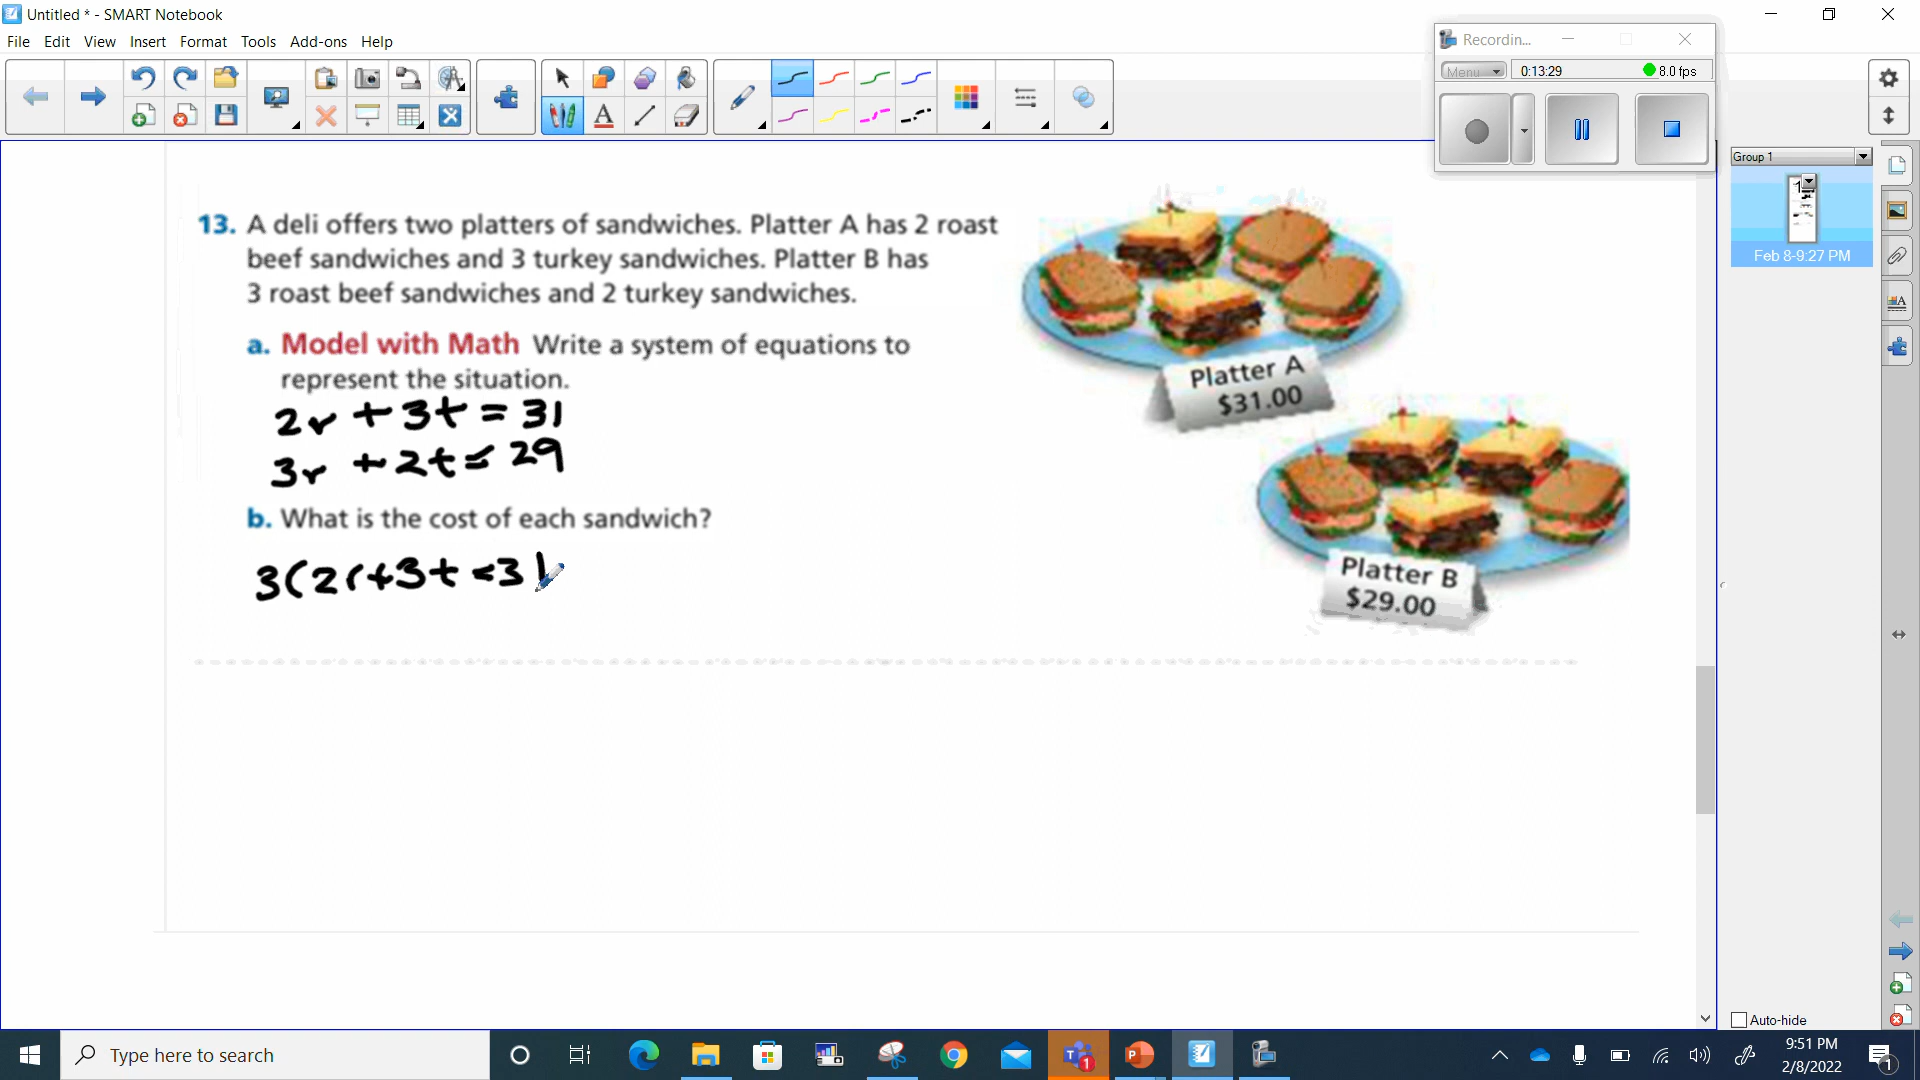 Untitled * - SMART Notebook
File Edit View Insert Format Tools Add-ons Help
Recordin...
Menu 0:13:29 8.0 fps
Group 1
Feb 8-9:27 PM
13. A deli offers two platters of sandwiches. Platter A has 2 roast
beef sandwiches and 3 turkey sandwiches. Platter B has
3 roast beef sandwiches and 2 turkey sandwiches.
a. Model with Math Write a system of equations to
represent the situation.
2r + 3t = 31
3r + 2t = 29
b. What is the cost of each sandwich?
3(2r+3t=31
Platter A
$31.00
Platter B
$29.00
Auto-hide
Type here to search
9:51 PM
2/8/2022